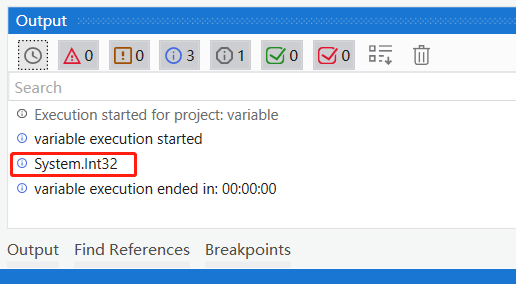 Output
0 0 3 1 0 0
Search
Execution started for project: variable
variable execution started
System.Int32
variable execution ended in: 00:00:00
Output Find References Breakpoints